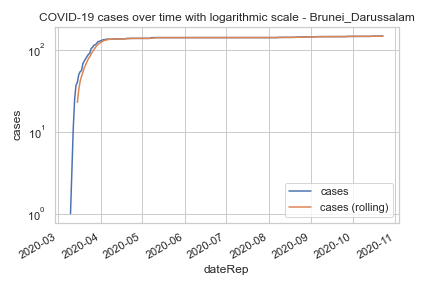 COVID-19 cases over time with logarithmic scale - Brunei_Darussalam
10²
10¹
10⁰
cases
cases
cases (rolling)
2020-03
2020-04
2020-05
2020-06
2020-07
2020-08
2020-09
2020-10
2020-11
dateRep